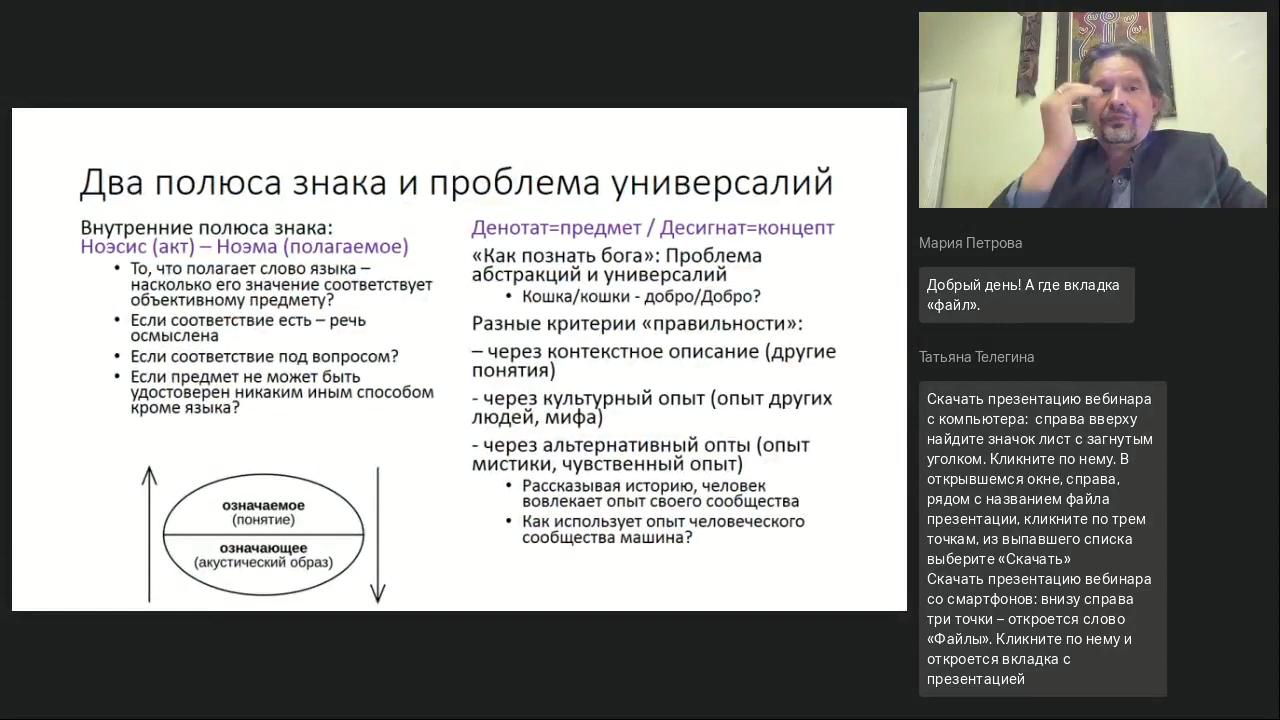 Два полюса знака и проблема универсалий
Внутренние полюса знака:
Ноэсис (акт) – Ноэма (полагаемое)
• То, что полагает слово языка –
насколько его значение соответствует
объективному предмету?
• Если соответствие есть – речь
осмыслена
• Если соответствие под вопросом?
• Если предмет не может быть
удостоверен никаким иным способом
кроме языка?
означаемое
(понятие)
означающее
(акустический образ)
Денотат=предмет / Десигнат=концепт
«Как познать бога»: Проблема
абстракций и универсалий
• Кошка/кошки - добро/Добро?
Разные критерии «правильности»:
– через контекстное описание (другие
понятия)
- через культурный опыт (опыт других
людей, мифа)
- через альтернативный опты (опыт
мистики, чувственный опыт)
• Рассказывая историю, человек
вовлекает опыт своего сообщества
• Как использует опыт человеческого
сообщества машина?
Мария Петрова
Добрый день! А где вкладка
«файл».
Татьяна Телегина
Скачать презентацию вебинара
с компьютера: справа вверху
найдите значок лист с загнутым
уголком. Кликните по нему. В
открывшемся окне, справа,
рядом с названием файла
презентации, кликните по трем
точкам, из выпавшего списка
выберите «Скачать»
Скачать презентацию вебинара
со смартфонов: внизу справа
три точки – откроется слово
«Файлы». Кликните по нему и
откроется вкладка с
презентацией